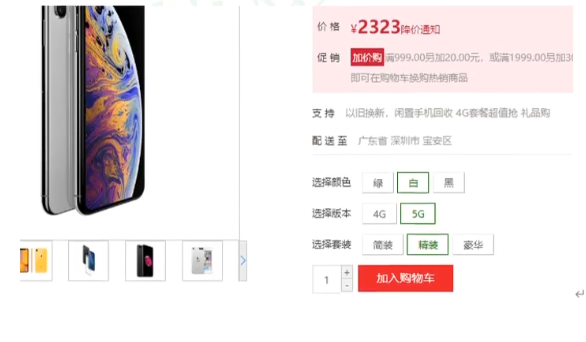 价格 ¥2323降价通知
促销 加价购 满999.00另加20.00元，或满1999.00另加30
即可在购物车换购热销商品
支持 以旧换新，闲置手机回收 4G套餐超值抢 礼品购
配送至 广东省 深圳市 宝安区
选择颜色 绿 白 黑
选择版本 4G 5G
选择套装 简装 精装 豪华
1 + - 加入购物车